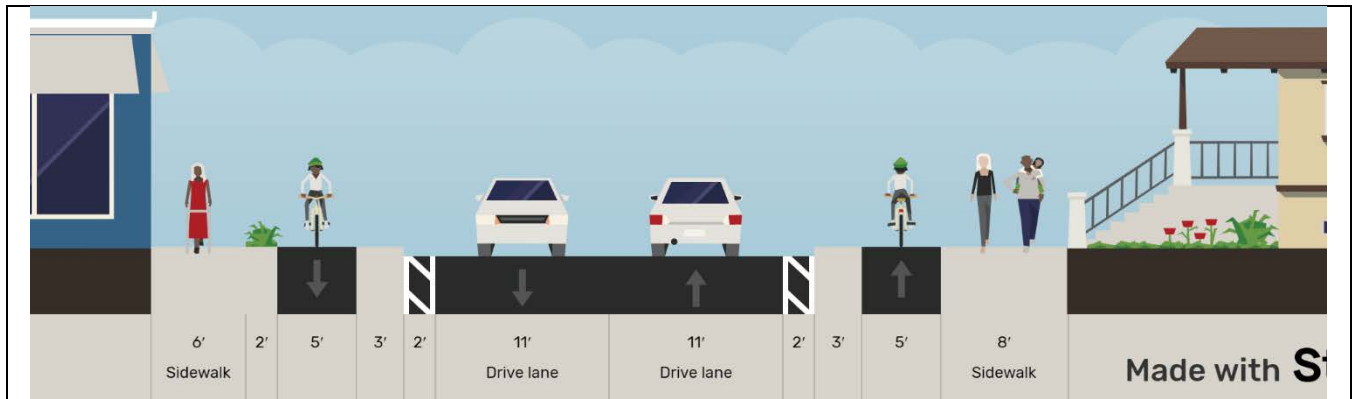 6′ 2′ 5′ 3′ 2′ 11′ 11′ 2′ 3′ 5′ 8′
Sidewalk Drive lane Drive lane Sidewalk
Made with St